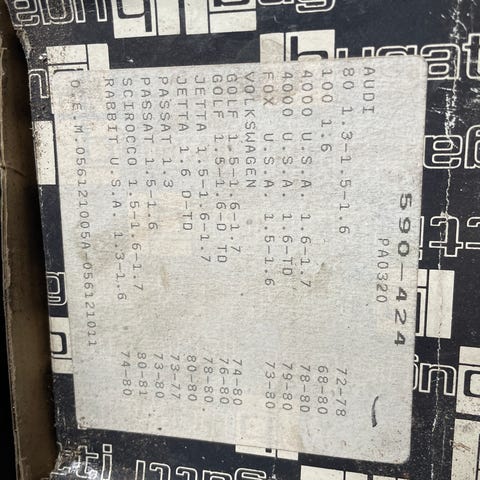 bugatti
590-424
PA0320
AUDI
80 1.3-1.5-1.6 72-78
100 1.6 68-80
4000 U.S.A. 1.6-1.7 78-80
4000 U.S.A. 1.6-TD 79-80
FOX U.S.A. 1.5-1.6 73-80
VOLKSWAGEN
GOLF 1.5-1.6-1.7 74-80
GOLF 1.5-1.6-D TD 76-80
JETTA 1.5-1.6-1.7 78-80
JETTA 1.6 D-TD 80-80
PASSAT 1.3 73-77
PASSAT 1.5-1.6 73-80
SCIROCCO 1.5-1.6-1.7 80-81
RABBIT U.S.A. 1.3-1.6 74-80
O.E.M.056121005A-056121011